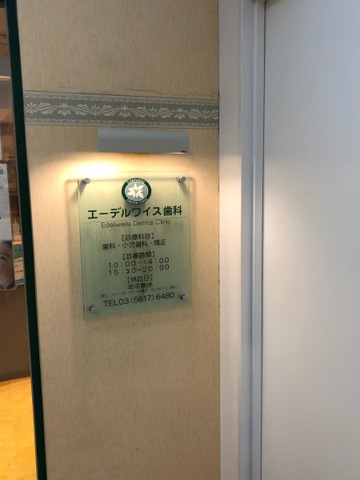 エーデルワイス歯科
Edelweiss Dental Clinic
【診療科目】
歯科・小児歯科・矯正
【診療時間】
10:00~14:00
15:30~20:00
【休診日】
年中無休
TEL03(5617)6480